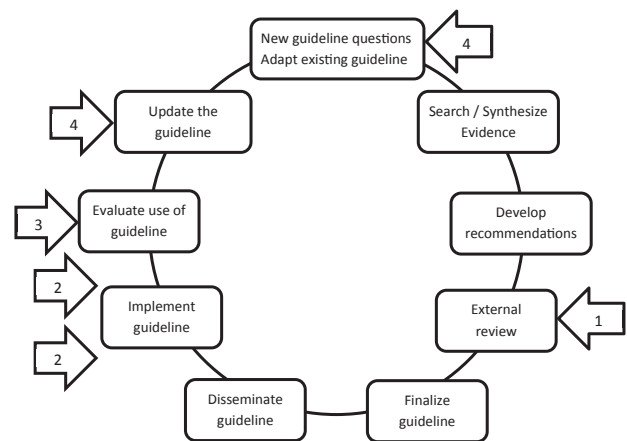 New guideline questions
Adapt existing guideline
4
Search / Synthesize
Evidence
Develop
recommendations
External
review
1
Finalize
guideline
Disseminate
guideline
Implement
guideline
2
2
Evaluate use of
guideline
3
Update the
guideline
4